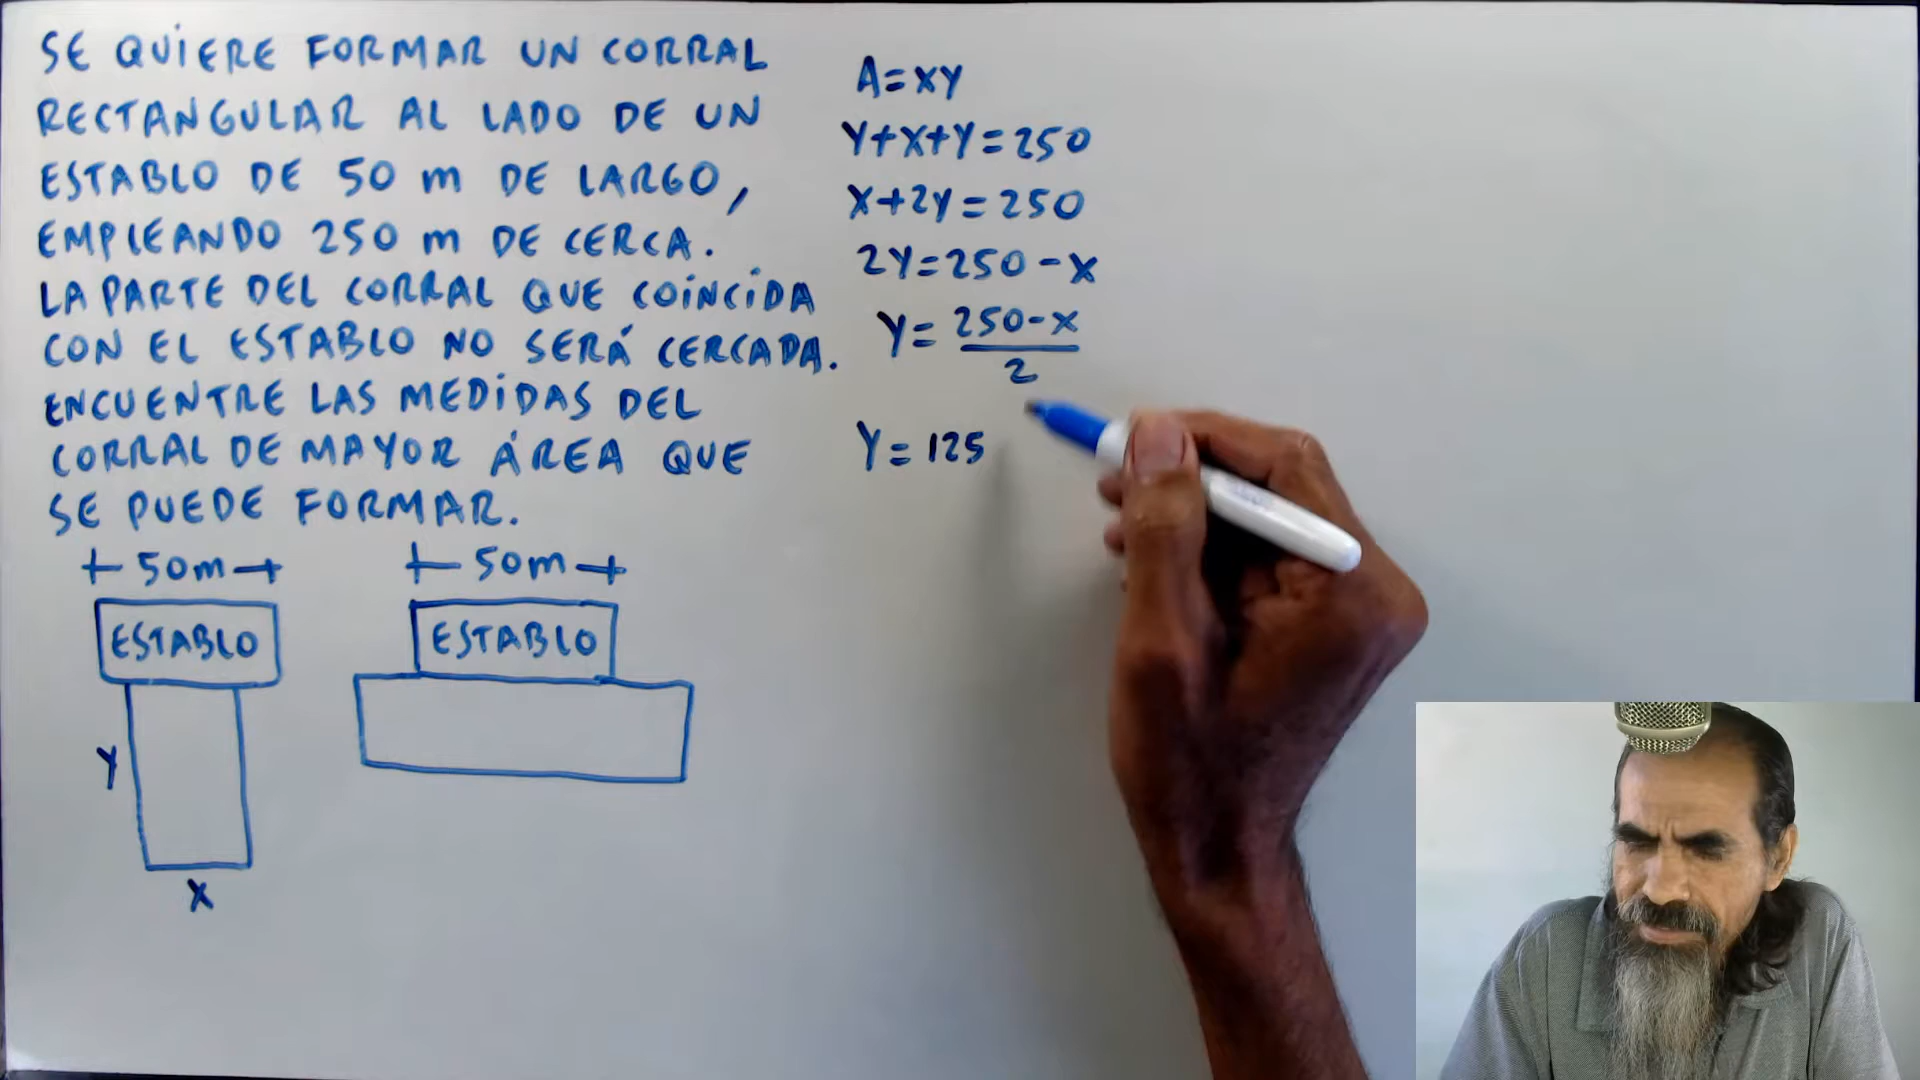 SE QUIERE FORMAR UN CORRAL
RECTANGULAR AL LADO DE UN
ESTABLO DE 50 m DE LARGO,
EMPLEANDO 250 m DE CERCA.
LA PARTE DEL CORRAL QUE COINCIDA
CON EL ESTABLO NO SERÁ CERCADA.
ENCUENTRE LAS MEDIDAS DEL
CORRAL DE MAYOR ÁREA QUE
SE PUEDE FORMAR.
50m
ESTABLO
Y
X
50m
ESTABLO
A=XY
Y+X+Y=250
X+2Y=250
2Y=250-X
Y=250-X
2
Y=125